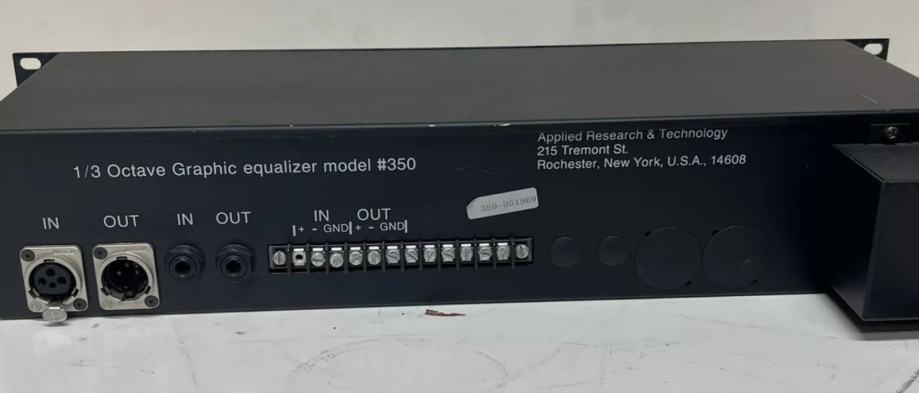 Applied Research & Technology
215 Tremont St.
Rochester, New York, U.S.A., 14608
1/3 Octave Graphic equalizer model #350
350-001969
IN OUT IN OUT IN OUT
|+ - GND|+ - GND|